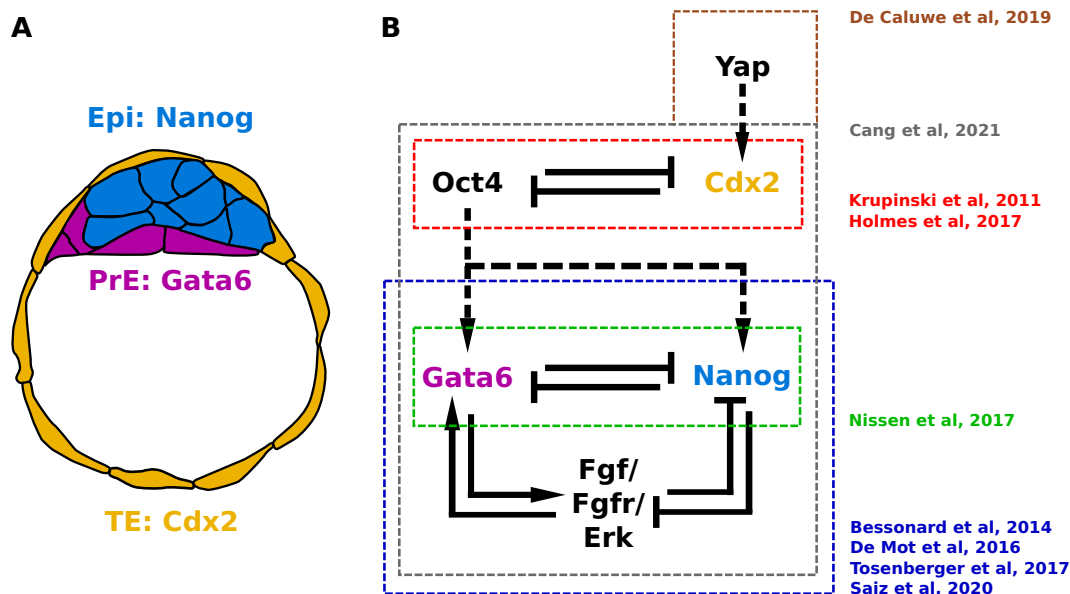 A
Epi: Nanog
PrE: Gata6
TE: Cdx2
B
Yap
Oct4
Cdx2
Gata6
Nanog
Fgf/
Fgfr/
Erk
De Caluwe et al, 2019
Cang et al, 2021
Krupinski et al, 2011
Holmes et al, 2017
Nissen et al, 2017
Bessonard et al, 2014
De Mot et al, 2016
Tosenberger et al, 2017
Saiz et al, 2020